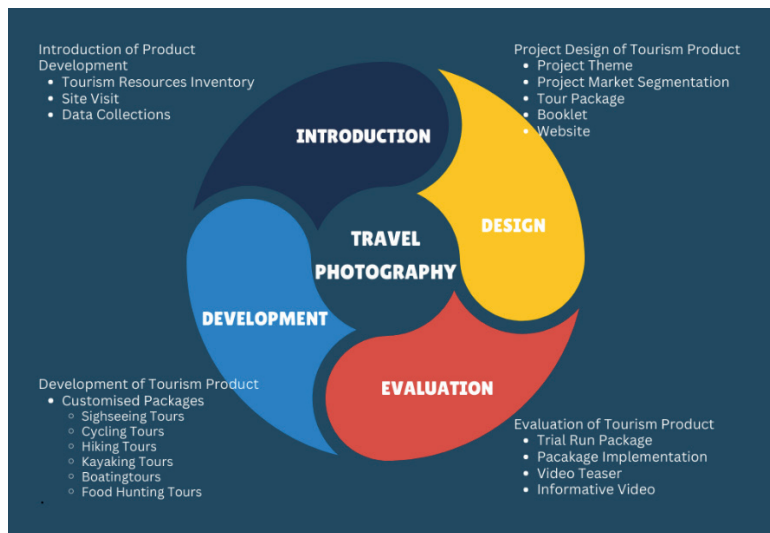 Introduction of Product
Development
• Tourism Resources Inventory
• Site Visit
• Data Collections
Project Design of Tourism Product
• Project Theme
• Project Market Segmentation
• Tour Package
• Booklet
• Website
INTRODUCTION
DESIGN
TRAVEL
PHOTOGRAPHY
DEVELOPMENT
EVALUATION
Development of Tourism Product
• Customised Packages
○ Sighseeing Tours
○ Cycling Tours
○ Hiking Tours
○ Kayaking Tours
○ Boatingtours
○ Food Hunting Tours
Evaluation of Tourism Product
• Trial Run Package
• Pacakage Implementation
• Video Teaser
• Informative Video